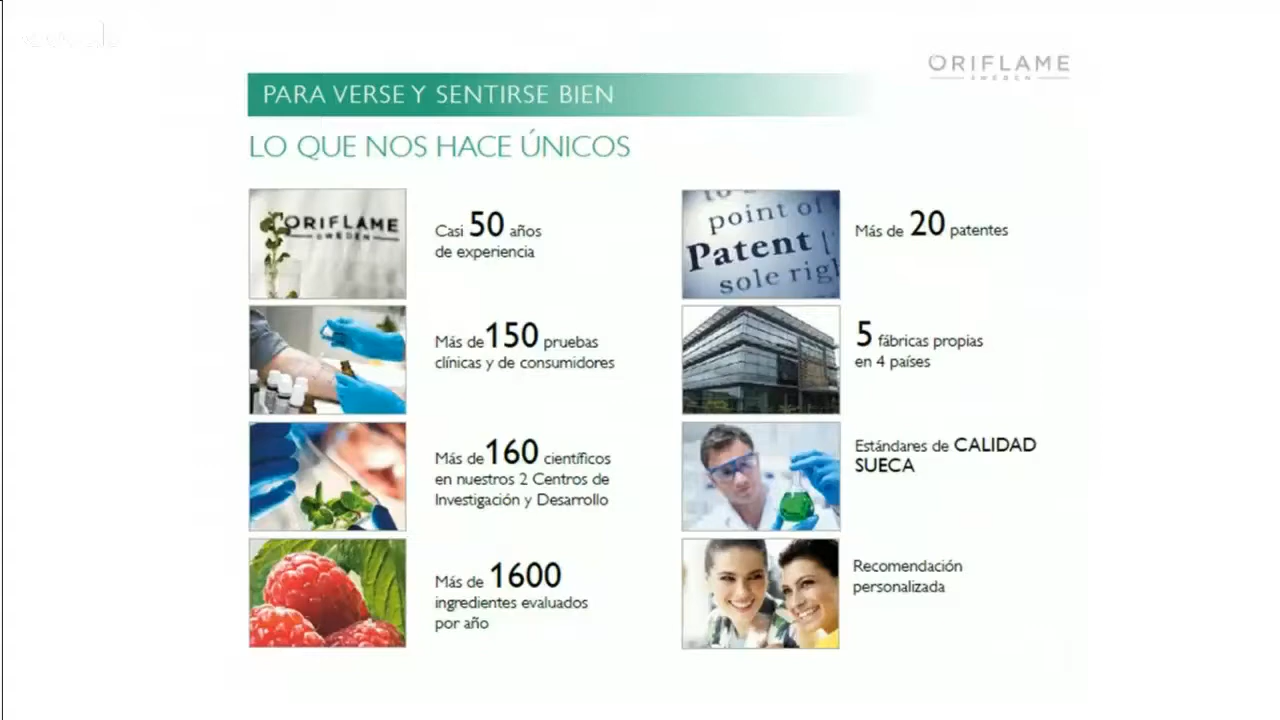 ORIFLAME
SWEDEN
PARA VERSE Y SENTIRSE BIEN
LO QUE NOS HACE ÚNICOS
ORIFLAME
SWEDEN
Casi 50 años
de experiencia
Más de 150 pruebas
clínicas y de consumidores
Más de 160 científicos
en nuestros 2 Centros de
Investigación y Desarrollo
Más de 1600
ingredientes evaluados
por año
point of
Patent
sole
Más de 20 patentes
5 fábricas propias
en 4 países
Estándares de CALIDAD
SUECA
Recomendación
personalizada